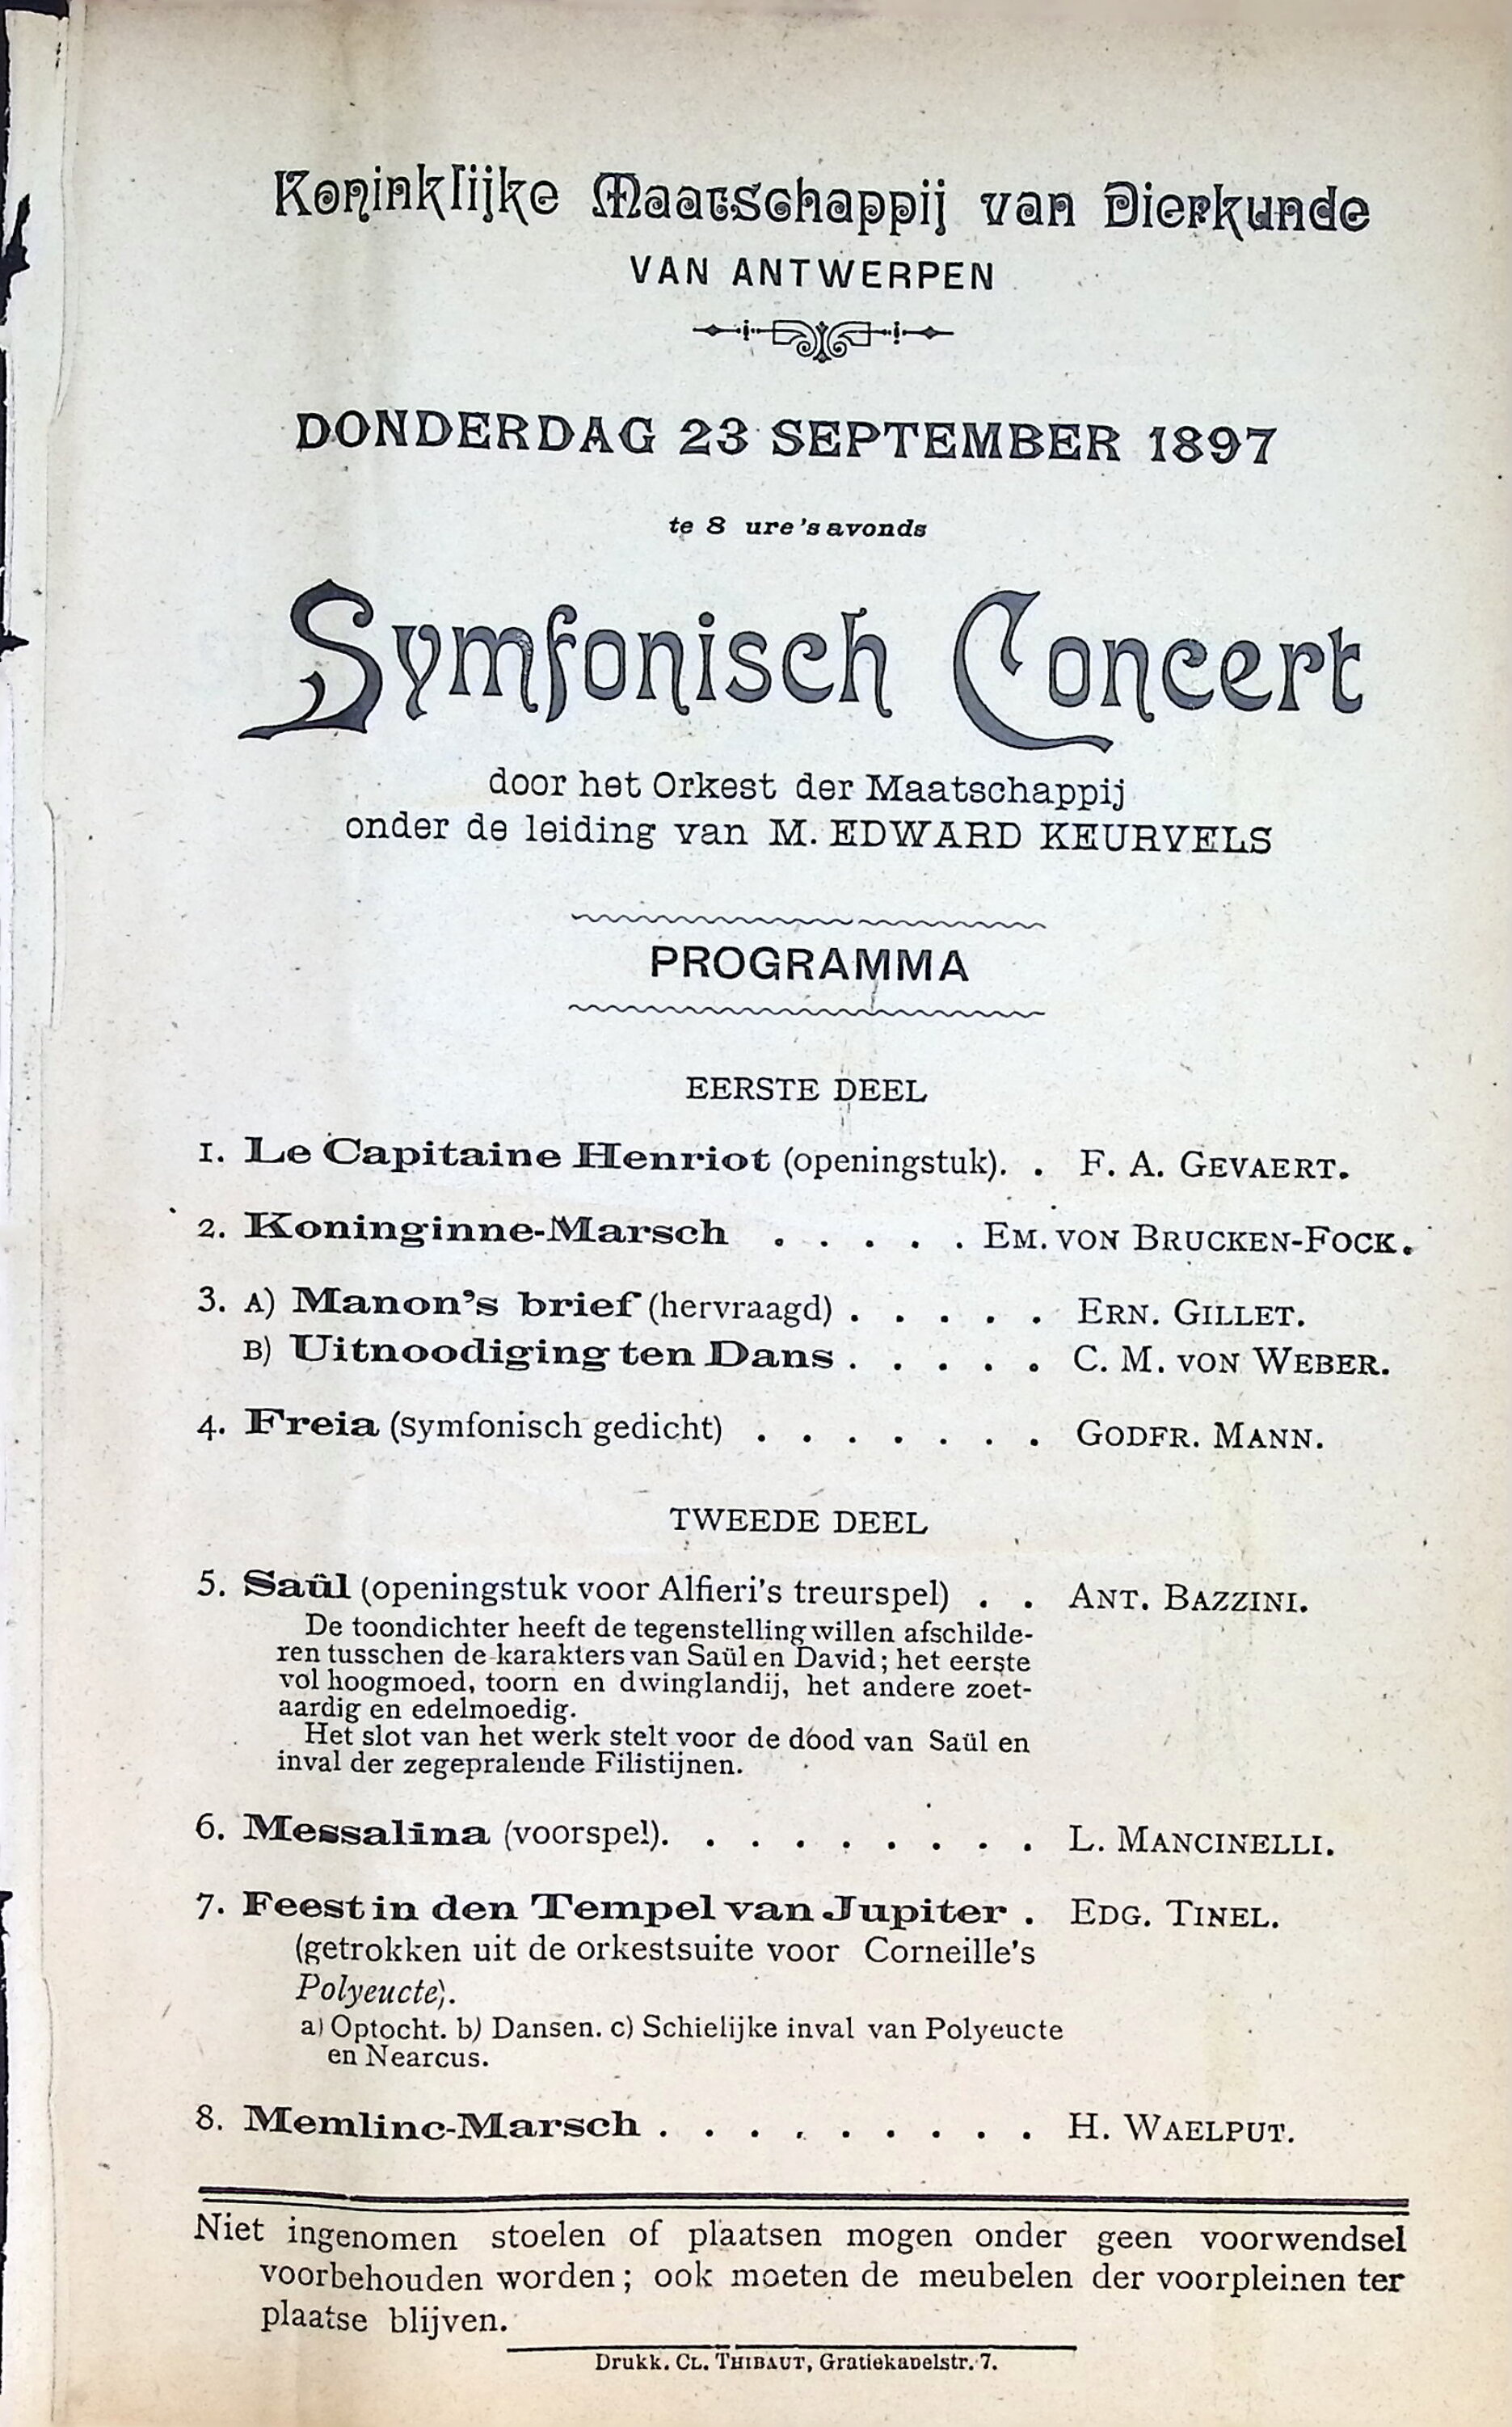 Koninklijke Maatschappij van Dierkunde
VAN ANTWERPEN
DONDERDAG 23 SEPTEMBER 1897
te 8 ure 's avonds
Symfonisch Concert
door het Orkest der Maatschappij
onder de leiding van M. EDWARD KEURVELS
PROGRAMMA
EERSTE DEEL
1. Le Capitaine Henriot (openingstuk). . F. A. GEVAERT.
2. Koninginne-Marsch . . . . . EM. VON BRUCKEN-FOCK.
3. A) Manon's brief (hervraagd) . . . . . ERN. GILLET.
B) Uitnoodiging ten Dans . . . . . C. M. VON WEBER.
4. Freia (symfonisch gedicht) . . . . . . . GODFR. MANN.
TWEEDE DEEL
5. Saül (openingstuk voor Alfieri's treurspel) . . ANT. BAZZINI.
De toondichter heeft de tegenstelling willen afschilde-
ren tusschen de karakters van Saül en David; het eerste
vol hoogmoed, toorn en dwinglandij, het andere zoet-
aardig en edelmoedig.
Het slot van het werk stelt voor de dood van Saül en
inval der zegepralende Filistijnen.
6. Messalina (voorspel). . . . . . . . . L. MANCINELLI.
7. Feest in den Tempel van Jupiter . EDG. TINEL.
(getrokken uit de orkestsuite voor Corneille's
Polyeucte).
a) Optocht. b) Dansen. c) Schielijke inval van Polyeucte
en Nearcus.
8. Memlinc-Marsch . . . . . . . . . H. WAELPUT.
Niet ingenomen stoelen of plaatsen mogen onder geen voorwendsel
voorbehouden worden; ook moeten de meubelen der voorpleinen ter
plaatse blijven.
Drukk. CL. THIBAUT, Gratiekapelstr. 7.